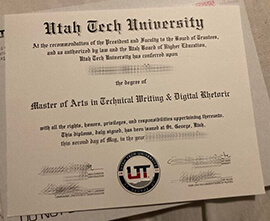 Utah Tech University
At the recommendation of the President and Faculty to the Board of Trustees,
and as authorized by law and the Utah Board of Higher Education,
Utah Tech University has conferred upon
the degree of
Master of Arts in Technical Writing & Digital Rhetoric
with all the rights, honors, privileges, and responsibilities appertaining thereunto.
This diploma, duly signed, has been issued at St. George, Utah
this second day of May, in the year